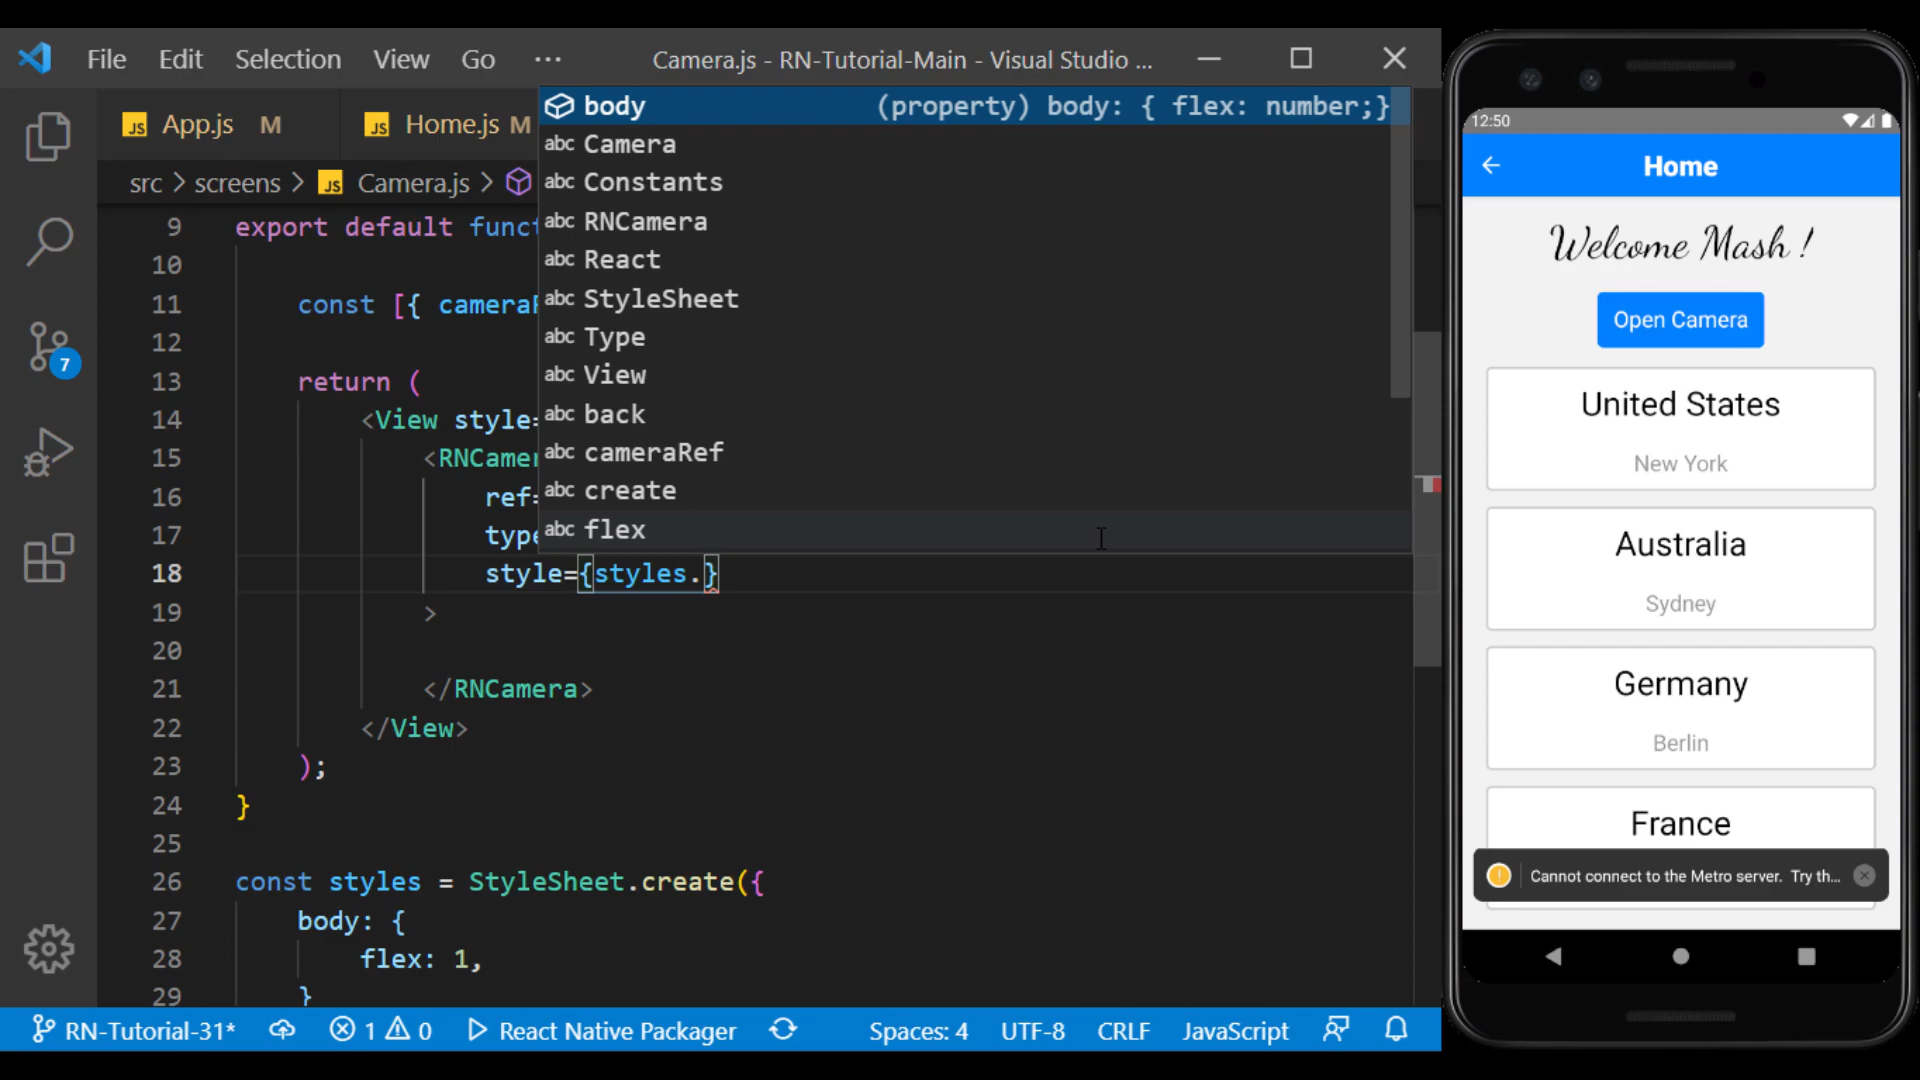 File Edit Selection View Go ··· Camera.js - RN-Tutorial-Main - Visual Studio ...
JS App.js M JS Home.js M
src > screens > JS Camera.js >
body (property) body: { flex: number;}
abc Camera
abc Constants
abc RNCamera
abc React
abc StyleSheet
abc Type
abc View
abc back
abc cameraRef
abc create
abc flex
9 export default funct
10
11 const [{ cameraR
12
13 return (
14 <View style=
15 <RNCamer
16 ref=
17 type
18 style={styles.}
19 >
20
21 </RNCamera>
22 </View>
23 );
24 }
25
26 const styles = StyleSheet.create({
27 body: {
28 flex: 1,
29 }
7
RN-Tutorial-31* 1 0 React Native Packager Spaces: 4 UTF-8 CRLF JavaScript
12:50
Home
Welcome Mash !
Open Camera
United States
New York
Australia
Sydney
Germany
Berlin
France
! Cannot connect to the Metro server. Try th...